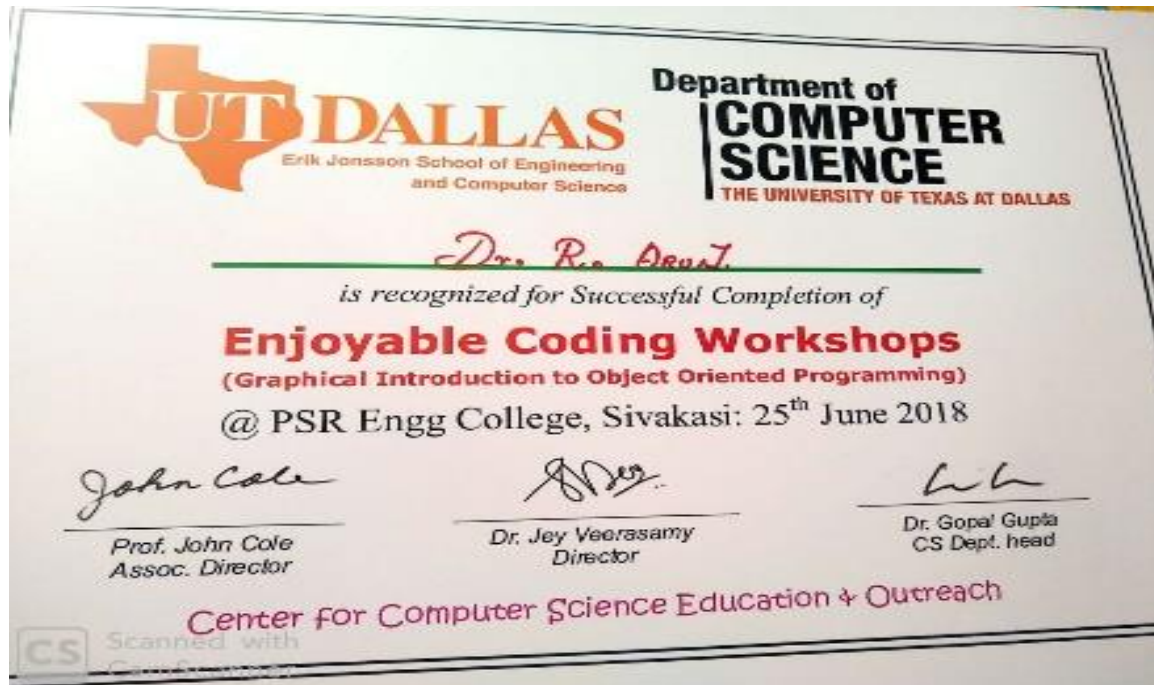 UT DALLAS
Erik Jonsson School of Engineering
and Computer Science
Department of
COMPUTER
SCIENCE
THE UNIVERSITY OF TEXAS AT DALLAS
Dr. R.
is recognized for Successful Completion of
Enjoyable Coding Workshops
(Graphical Introduction to Object Oriented Programming)
@ PSR Engg College, Sivakasi: 25th June 2018
John Cole
Prof. John Cole
Assoc. Director
Dr. Jey Veerasamy
Director
Dr. Gopal Gupta
CS Dept. head
Center for Computer Science Education & Outreach
CS Scanned with
CamScanner